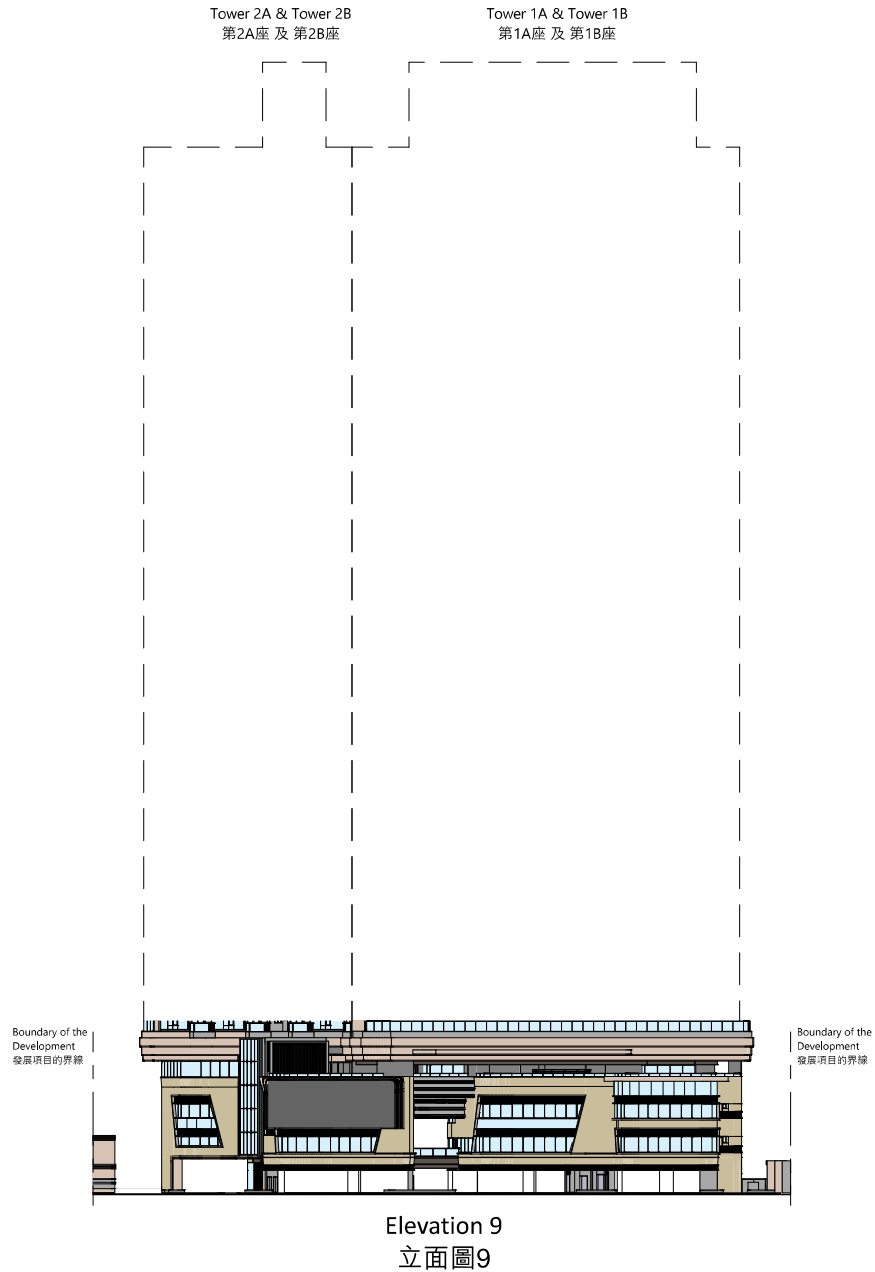 Tower 2A & Tower 2B
第2A座 及 第2B座
Tower 1A & Tower 1B
第1A座 及 第1B座
Boundary of the
Development
發展項目的界線
Boundary of the
Development
發展項目的界線
Elevation 9
立面圖9